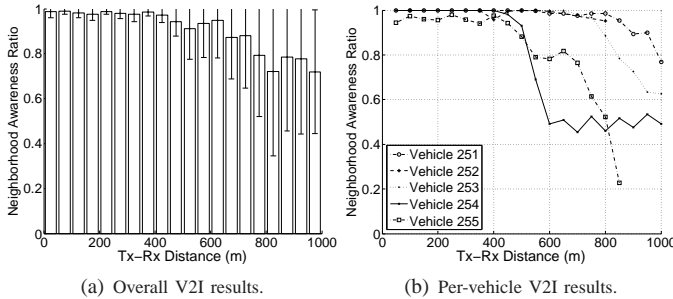 Neighborhood Awareness Ratio
1
0.8
0.6
0.4
0.2
0
0 200 400 600 800 1000
Tx−Rx Distance (m)
(a) Overall V2I results.
Neighborhood Awareness Ratio
1
0.8
0.6
0.4
0.2
0
Vehicle 251
Vehicle 252
Vehicle 253
Vehicle 254
Vehicle 255
0 200 400 600 800 1000
Tx−Rx Distance (m)
(b) Per-vehicle V2I results.